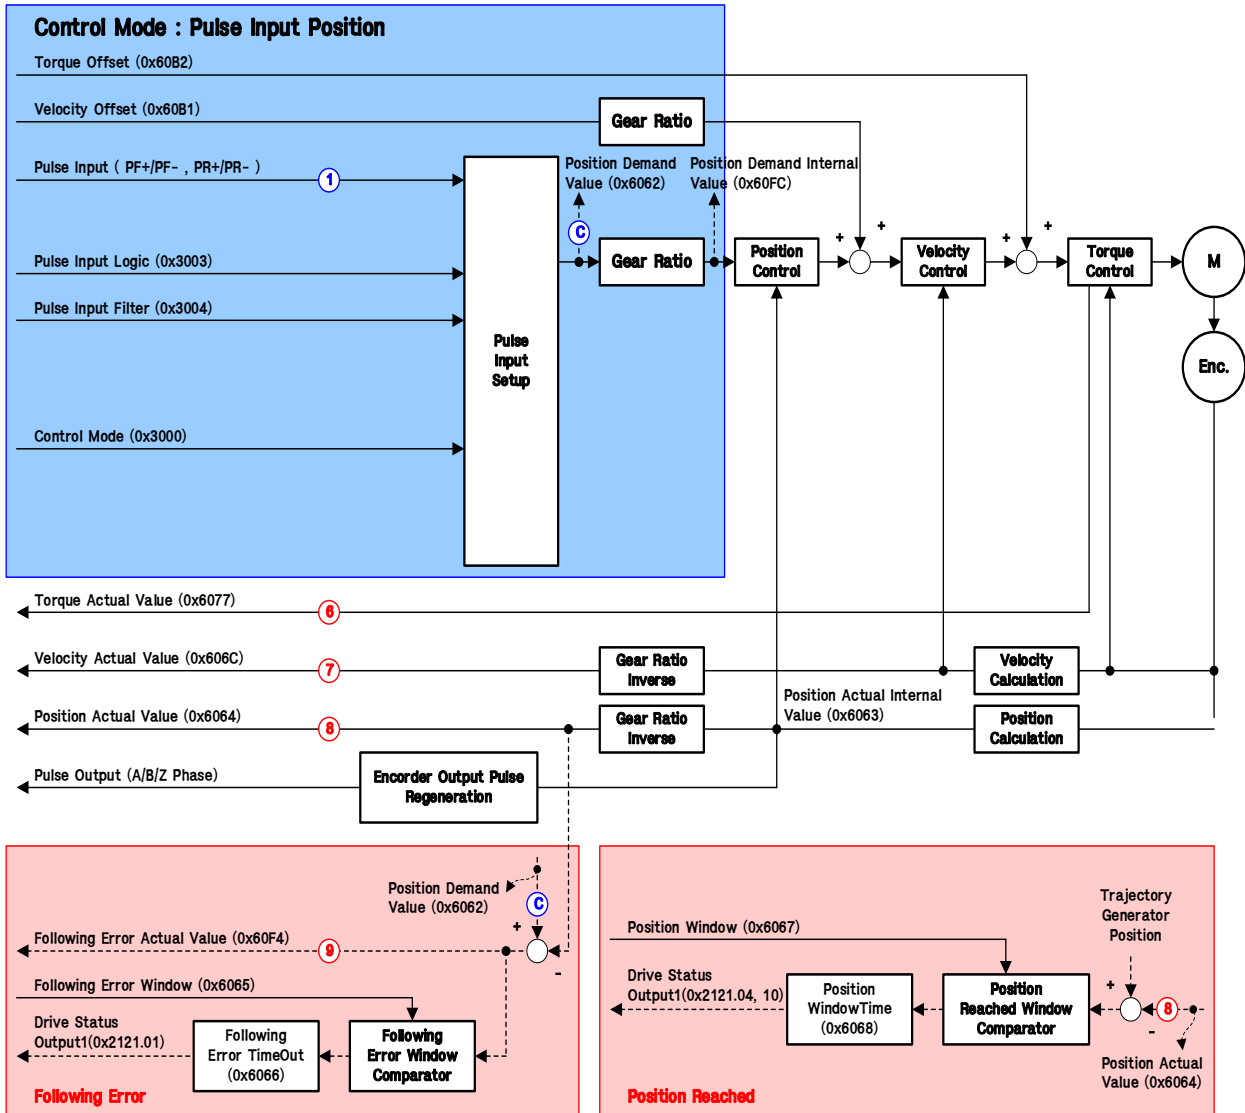 Control Mode : Pulse Input Position
Torque Offset (0x60B2)
Velocity Offset (0x60B1)
Gear Ratio
Pulse Input ( PF+/PF- , PR+/PR- )
1
Position Demand
Value (0x6062)
Position Demand Internal
Value (0x60FC)
C
+
+
+
+
Pulse Input Logic (0x3003)
Gear Ratio
Position
Control
Velocity
Control
Torque
Control
M
Pulse Input Filter (0x3004)
Pulse
Input
Setup
Enc.
Control Mode (0x3000)
Torque Actual Value (0x6077)
6
Velocity Actual Value (0x606C)
7
Gear Ratio
Inverse
Velocity
Calculation
Position Actual Value (0x6064)
8
Gear Ratio
Inverse
Position Actual Internal
Value (0x6063)
Position
Calculation
Pulse Output (A/B/Z Phase)
Encorder Output Pulse
Regeneration
Position Demand
Value (0x6062)
C
+
-
Following Error Actual Value (0x60F4)
9
Following Error Window (0x6065)
Drive Status
Output1(0x2121.01)
Following
Error TimeOut
(0x6066)
Following
Error Window
Comparator
Following Error
Position Window (0x6067)
Trajectory
Generator
Position
Drive Status
Output1(0x2121.04, 10)
Position
WindowTime
(0x6068)
Position
Reached Window
Comparator
+
8
-
Position Actual
Value (0x6064)
Position Reached